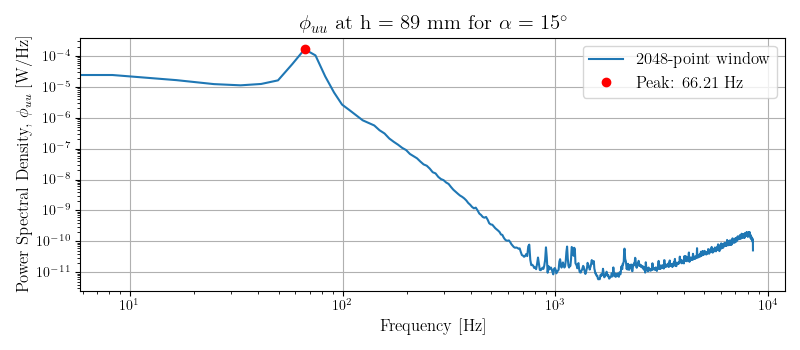 ϕ_uu at h = 89 mm for α = 15°
Power Spectral Density, ϕ_uu [W/Hz]
10⁻⁴
10⁻⁵
10⁻⁶
10⁻⁷
10⁻⁸
10⁻⁹
10⁻¹⁰
10⁻¹¹
2048-point window
Peak: 66.21 Hz
10¹ 10² 10³ 10⁴
Frequency [Hz]